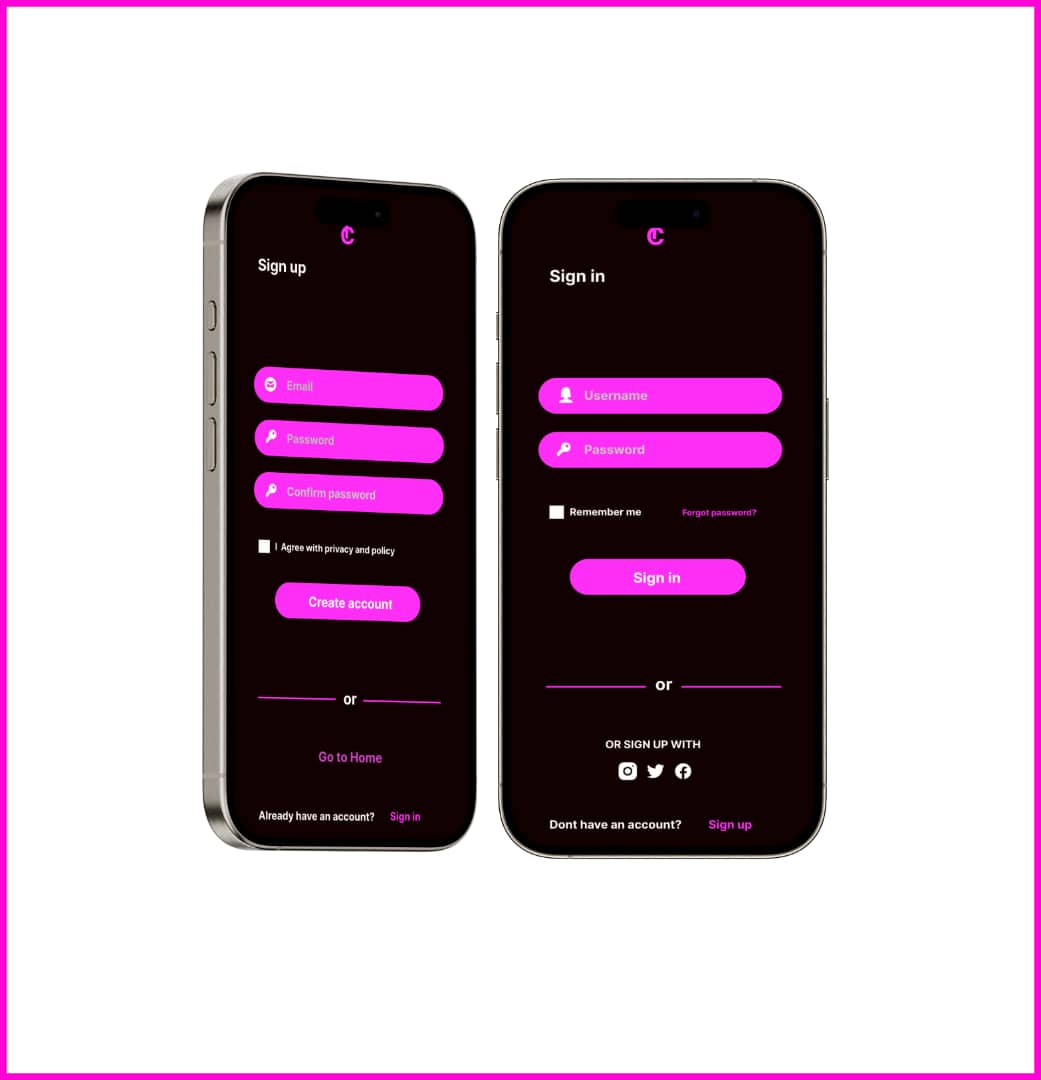 Sign up
Email
Password
Confirm password
I Agree with privacy and policy
Create account
or
Go to Home
Already have an account? Sign in
Sign in
Username
Password
Remember me Forgot password?
Sign in
or
OR SIGN UP WITH
Dont have an account? Sign up